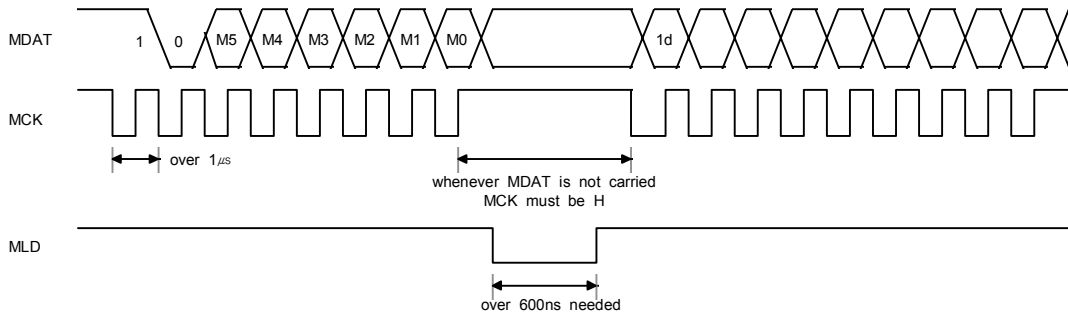 MDAT 1 0 M5 M4 M3 M2 M1 M0 1d
MCK
over 1μs
whenever MDAT is not carried
MCK must be H
MLD
over 600ns needed